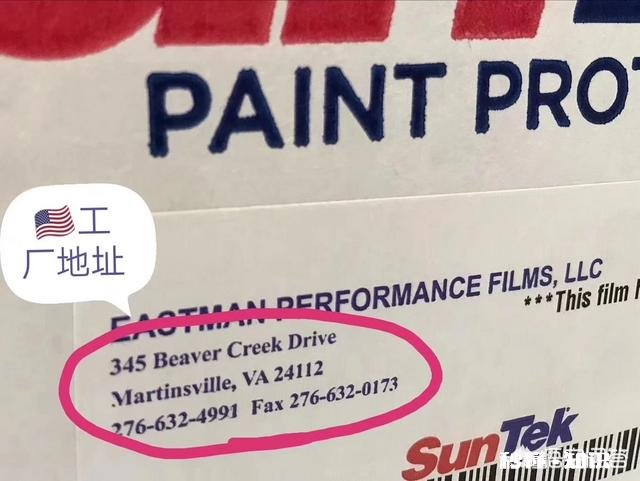 PAINT PRO
🇺🇸工
厂地址
EASTMAN PERFORMANCE FILMS, LLC
***This film
345 Beaver Creek Drive
Martinsville, VA 24112
276-632-4991 Fax 276-632-0173
SunTek